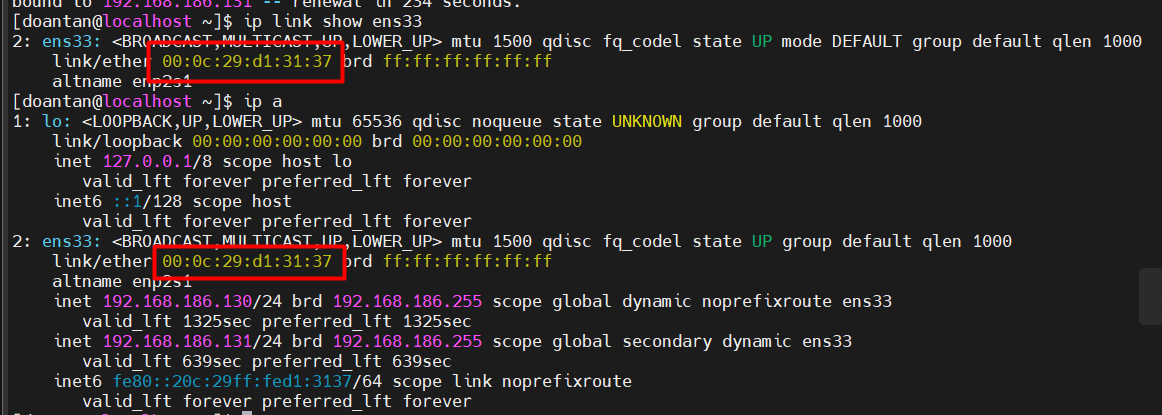 bound to 192.168.186.131 -- renewal in 234 seconds.
[doantan@localhost ~]$ ip link show ens33
2: ens33: <BROADCAST,MULTICAST,UP,LOWER_UP> mtu 1500 qdisc fq_codel state UP mode DEFAULT group default qlen 1000
    link/ether 00:0c:29:d1:31:37 brd ff:ff:ff:ff:ff:ff
    altname enp2s1
[doantan@localhost ~]$ ip a
1: lo: <LOOPBACK,UP,LOWER_UP> mtu 65536 qdisc noqueue state UNKNOWN group default qlen 1000
    link/loopback 00:00:00:00:00:00 brd 00:00:00:00:00:00
    inet 127.0.0.1/8 scope host lo
       valid_lft forever preferred_lft forever
    inet6 ::1/128 scope host
       valid_lft forever preferred_lft forever
2: ens33: <BROADCAST,MULTICAST,UP,LOWER_UP> mtu 1500 qdisc fq_codel state UP group default qlen 1000
    link/ether 00:0c:29:d1:31:37 brd ff:ff:ff:ff:ff:ff
    altname enp2s1
    inet 192.168.186.130/24 brd 192.168.186.255 scope global dynamic noprefixroute ens33
       valid_lft 1325sec preferred_lft 1325sec
    inet 192.168.186.131/24 brd 192.168.186.255 scope global secondary dynamic ens33
       valid_lft 639sec preferred_lft 639sec
    inet6 fe80::20c:29ff:fed1:3137/64 scope link noprefixroute
       valid_lft forever preferred_lft forever